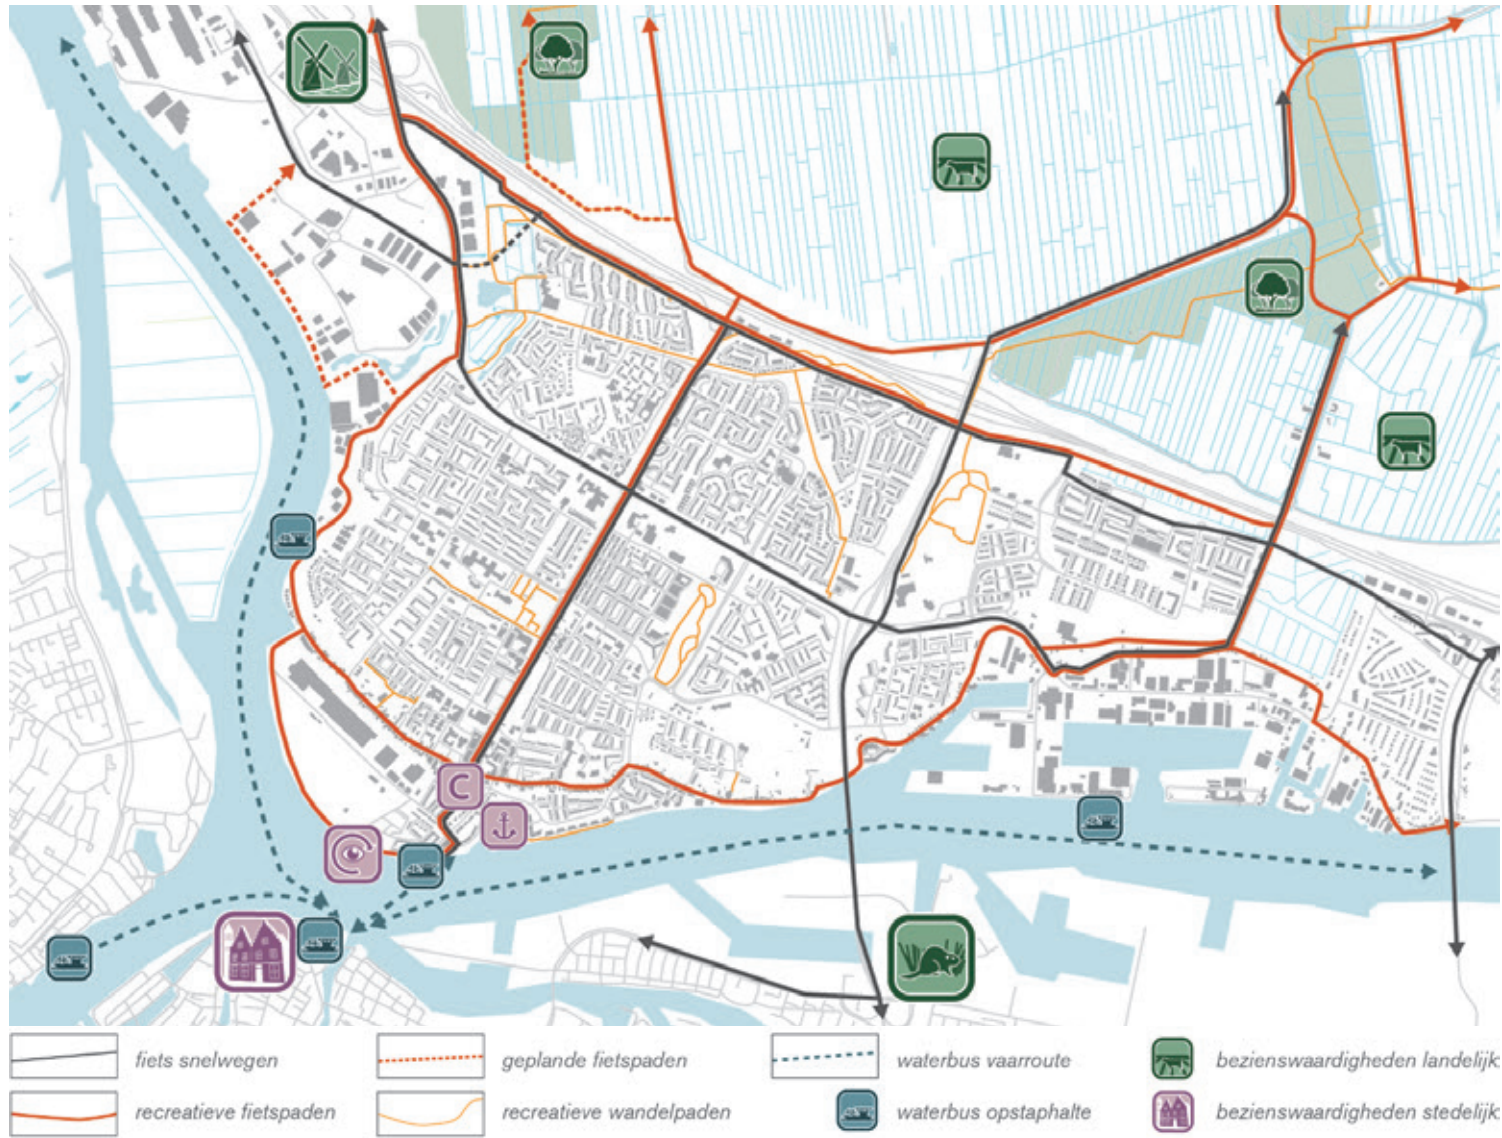 C
fiets snelwegen
geplande fietspaden
waterbus vaarroute
bezienswaardigheden landelijk
recreatieve fietspaden
recreatieve wandelpaden
waterbus opstaphalte
bezienswaardigheden stedelijk